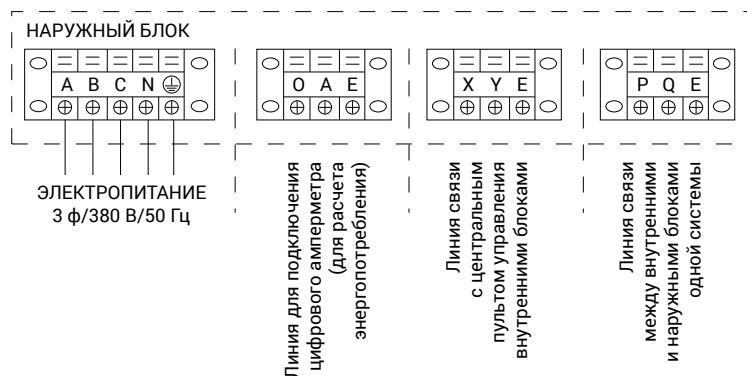 НАРУЖНЫЙ БЛОК
A B C N
O A E
X Y E
P Q E
ЭЛЕКТРОПИТАНИЕ
3 ф/380 В/50 Гц
Линия для подключения
цифрового амперметра
(для расчета
энергопотребления)
Линия связи
с центральным
пультом управления
внутренними блоками
Линия связи
между внутренними
и наружными блоками
одной системы